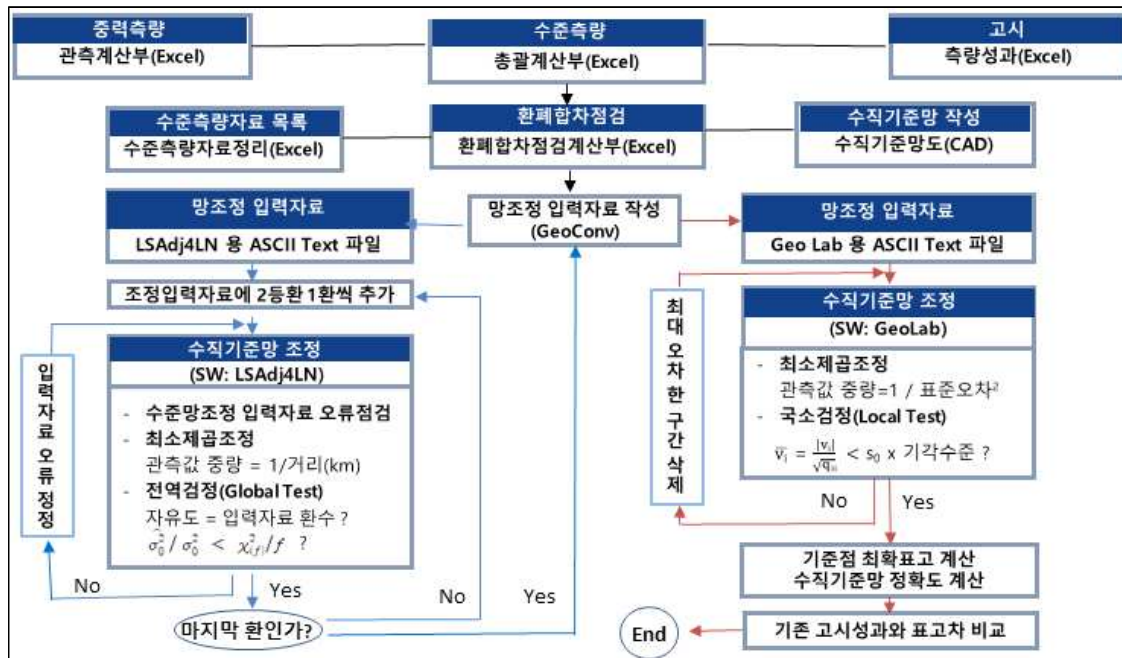 중력측량
관측계산부(Excel)
수준측량
총괄계산부(Excel)
고시
측량성과(Excel)
수준측량자료 목록
수준측량자료정리(Excel)
환폐합차점검
환폐합차점검계산부(Excel)
수직기준망 작성
수직기준망도(CAD)
망조정 입력자료
LSAdj4LN 용 ASCII Text 파일
망조정 입력자료 작성
(GeoConv)
망조정 입력자료
Geo Lab 용 ASCII Text 파일
조정입력자료에 2등환 1환씩 추가
입력자료 오류 정정
수직기준망 조정
(SW: LSAdj4LN)
- 수준망조정 입력자료 오류점검
- 최소제곱조정
관측값 중량 = 1/거리(km)
- 전역검정(Global Test)
자유도 = 입력자료 환수 ?
σ̂₀²/ σ₀² < χ²₍f₎/f ?
No
Yes
마지막 환인가?
No
Yes
최대 오차 한 구간 삭제
수직기준망 조정
(SW: GeoLab)
- 최소제곱조정
관측값 중량=1 / 표준오차²
- 국소검정(Local Test)
v̅ᵢ = |vᵢ|/√qᵢᵢ < s₀ x 기각수준 ?
No
Yes
기준점 최확표고 계산
수직기준망 정확도 계산
기존 고시성과와 표고차 비교
End